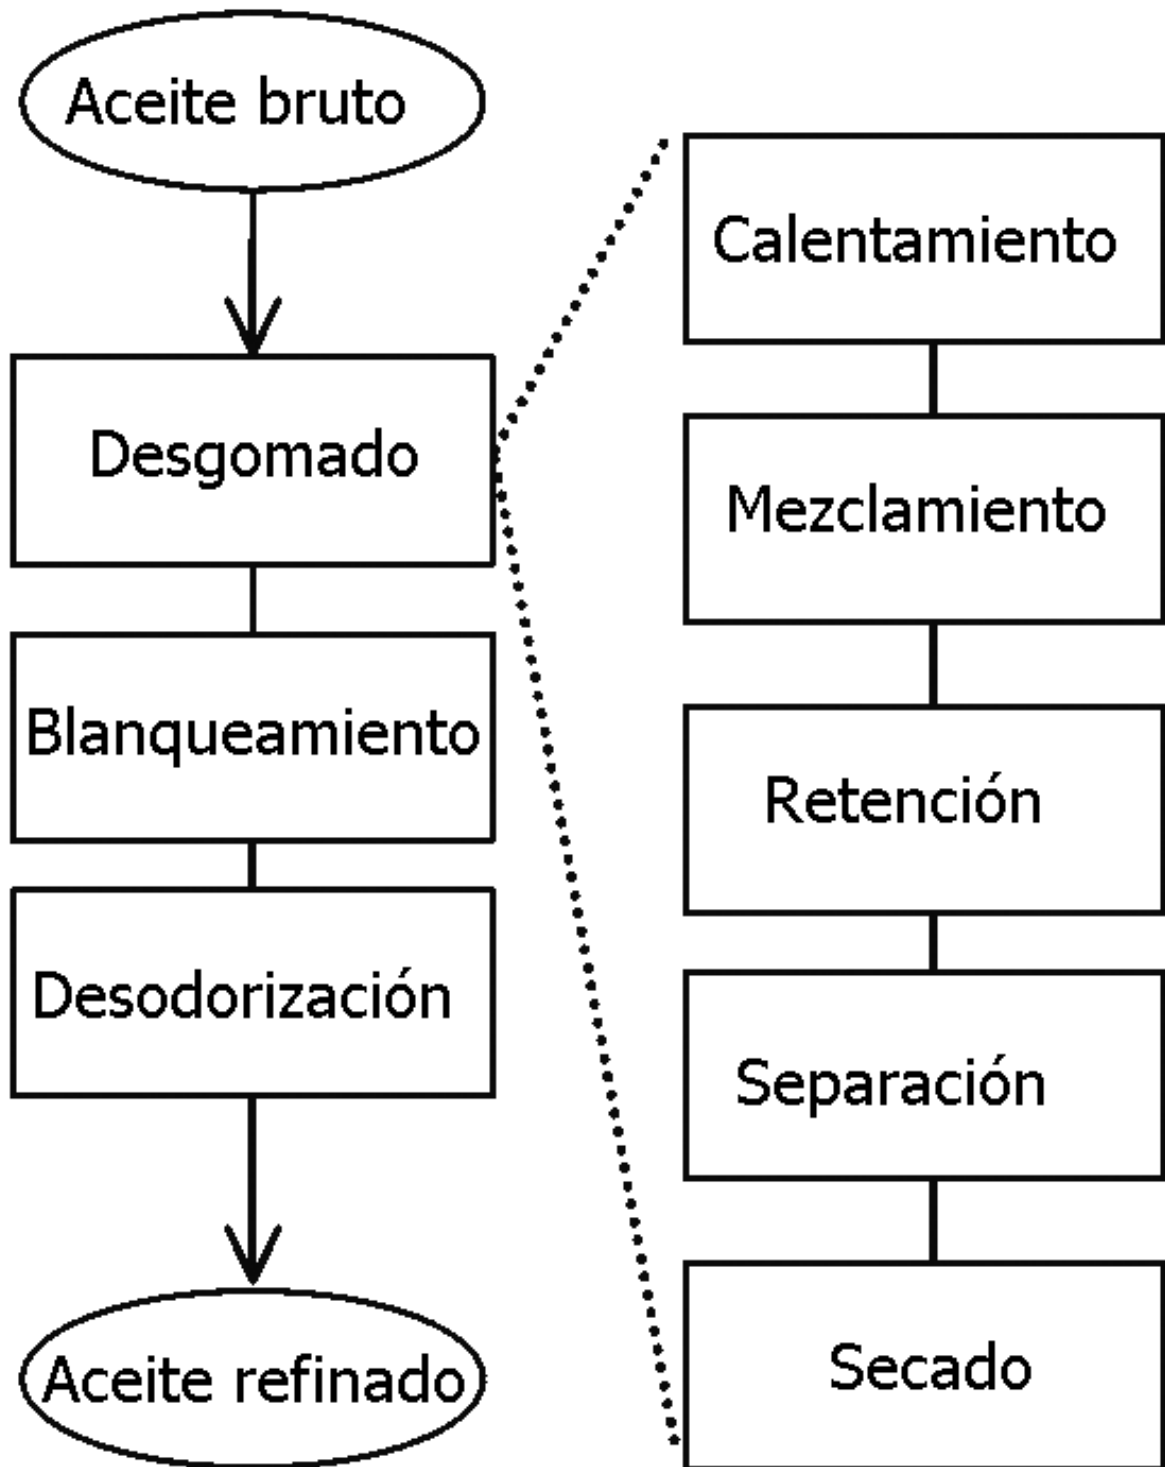 Aceite bruto
Desgomado
Blanqueamiento
Desodorización
Aceite refinado
Calentamiento
Mezclamiento
Retención
Separación
Secado